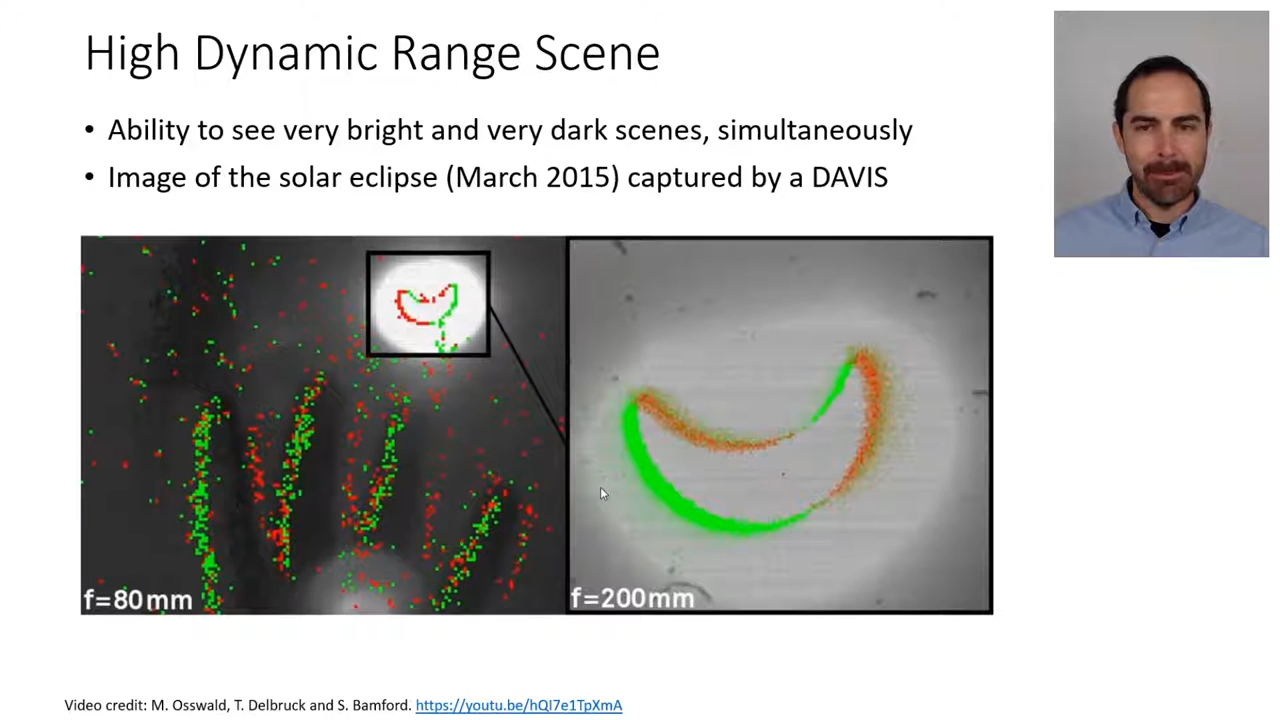 High Dynamic Range Scene
• Ability to see very bright and very dark scenes, simultaneously
• Image of the solar eclipse (March 2015) captured by a DAVIS
f=80mm
f=200mm
Video credit: M. Osswald, T. Delbruck and S. Bamford. https://youtu.be/hQI7e1TpXmA